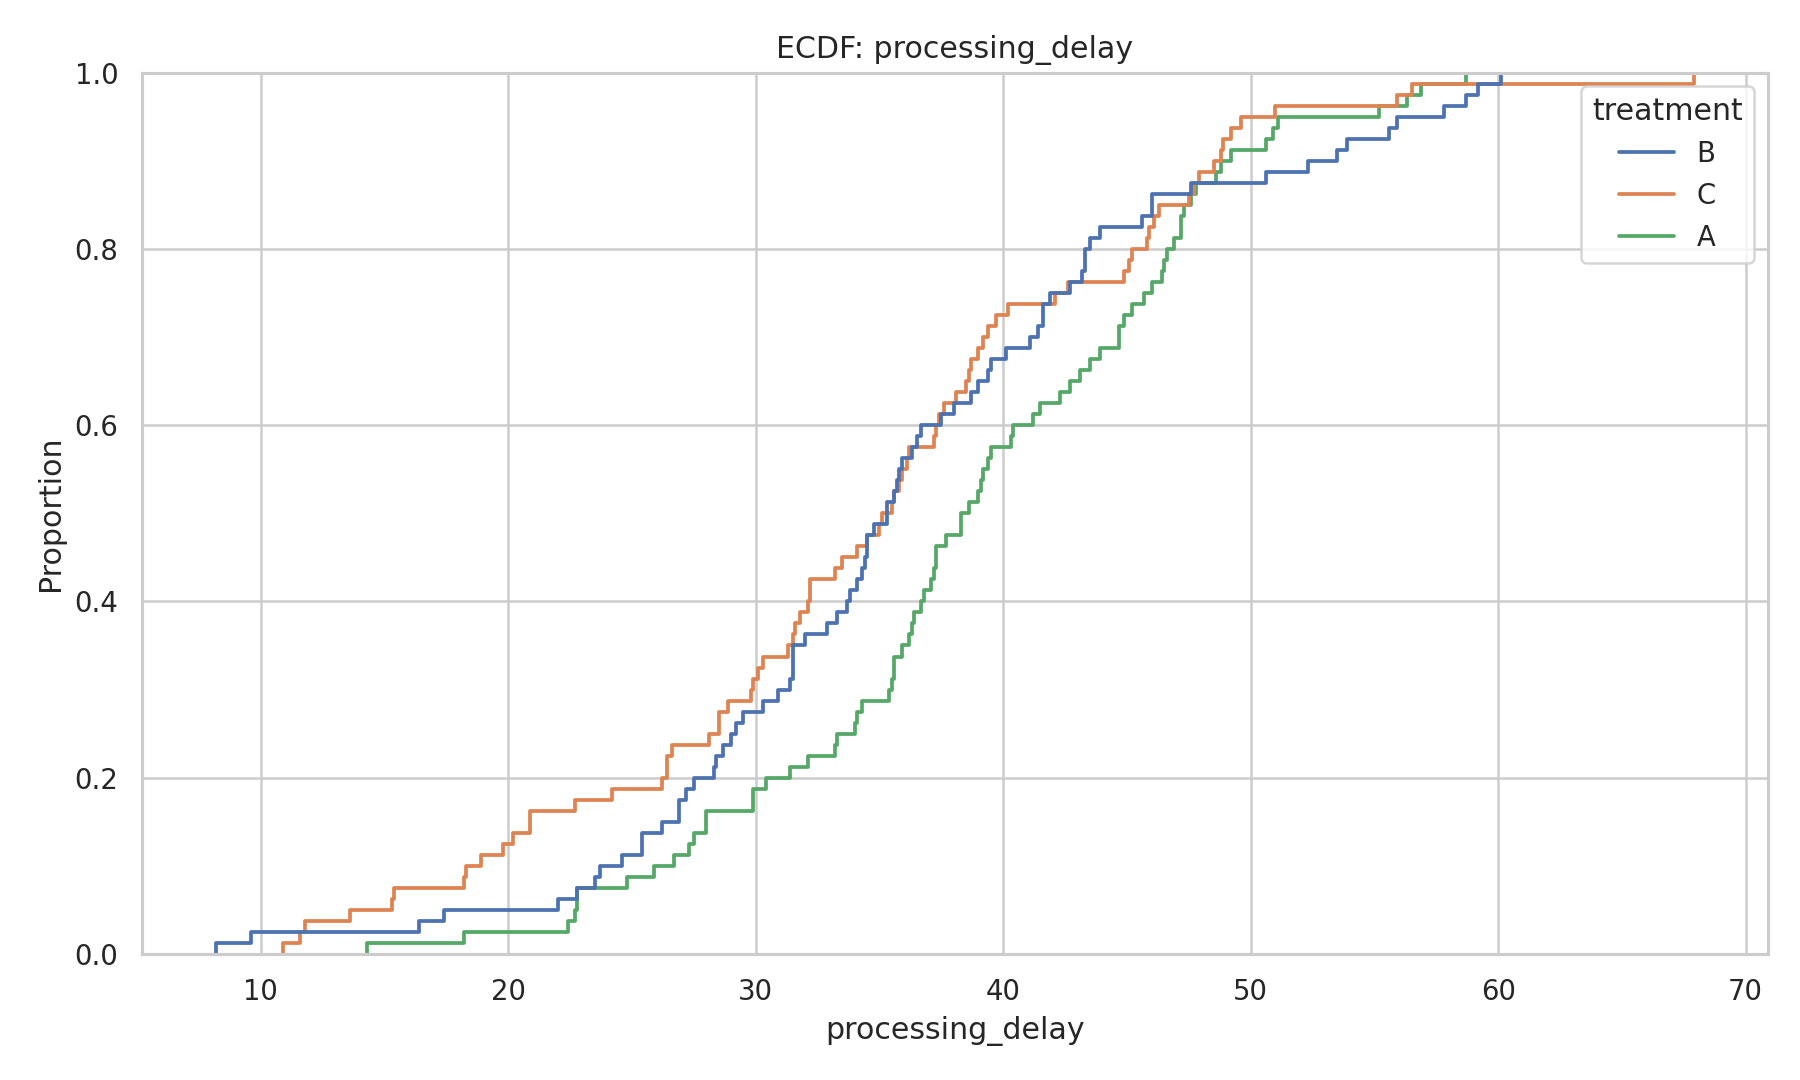 ECDF: processing_delay
1.0
0.8
0.6
0.4
0.2
0.0
Proportion
treatment
B
C
A
10 20 30 40 50 60 70
processing_delay